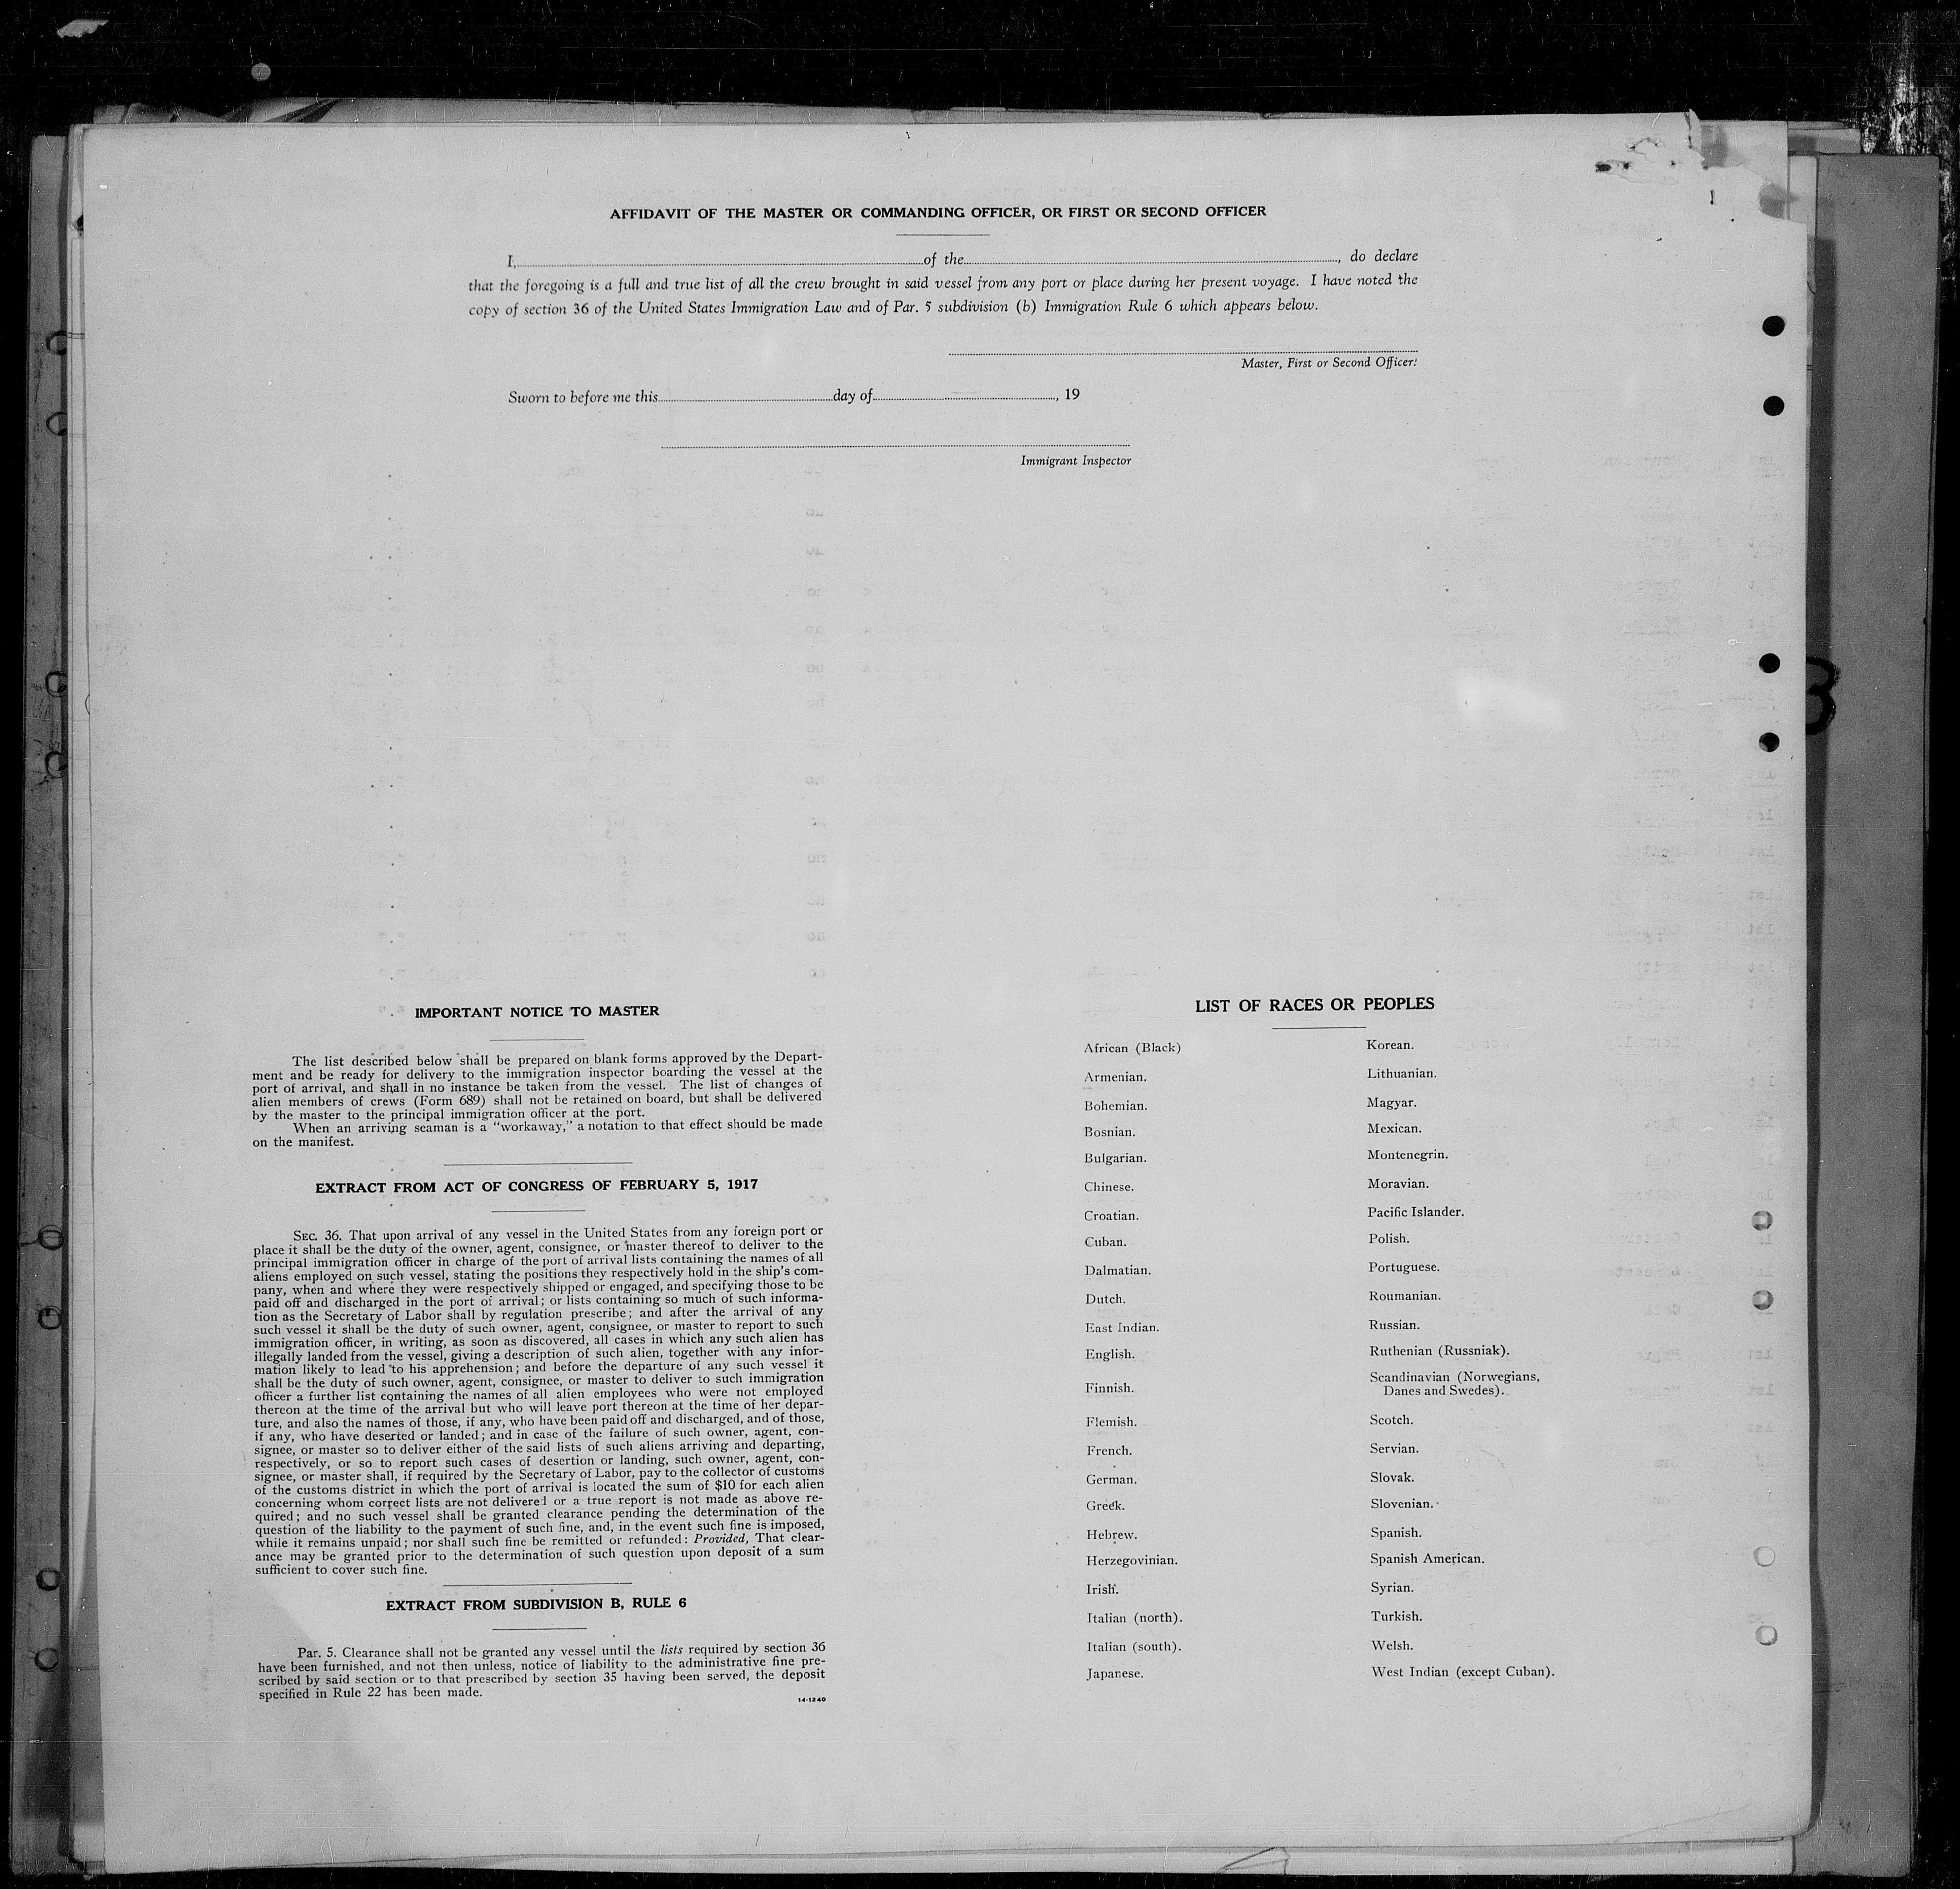 AFFIDAVIT OF THE MASTER OR COMMANDING OFFICER, OR FIRST OR SECOND OFFICER
I, of the , do declare
that the foregoing is a full and true list of all the crew brought in said vessel from any port or place during her present voyage. I have noted the
copy of section 36 of the United States Immigration Law and of Par. 5 subdivision (b) Immigration Rule 6 which appears below.
Master, First or Second Officer.
Sworn to before me this day of , 19
Immigrant Inspector
IMPORTANT NOTICE TO MASTER
The list described below shall be prepared on blank forms approved by the Depart-
ment and be ready for delivery to the immigration inspector boarding the vessel at the
port of arrival, and shall in no instance be taken from the vessel. The list of changes of
alien members of crews (Form 689) shall not be retained on board, but shall be delivered
by the master to the principal immigration officer at the port.
When an arriving seaman is a "workaway," a notation to that effect should be made
on the manifest.
EXTRACT FROM ACT OF CONGRESS OF FEBRUARY 5, 1917
SEC. 36. That upon arrival of any vessel in the United States from any foreign port or
place it shall be the duty of the owner, agent, consignee, or master thereof to deliver to the
principal immigration officer in charge of the port of arrival lists containing the names of all
aliens employed on such vessel, stating the positions they respectively hold in the ship's com-
pany, when and where they were respectively shipped or engaged, and specifying those to be
paid off and discharged in the port of arrival; or lists containing so much of such informa-
tion as the Secretary of Labor shall by regulation prescribe; and after the arrival of any
such vessel it shall be the duty of such owner, agent, consignee, or master to report to such
immigration officer, in writing, as soon as discovered, all cases in which any such alien has
illegally landed from the vessel, giving a description of such alien, together with any infor-
mation likely to lead to his apprehension; and before the departure of any such vessel it
shall be the duty of such owner, agent, consignee, or master to deliver to such immigration
officer a further list containing the names of all alien employees who were not employed
thereon at the time of the arrival but who will leave port thereon at the time of her depar-
ture, and also the names of those, if any, who have been paid off and discharged, and of those,
if any, who have deserted or landed; and in case of the failure of such owner, agent, con-
signee, or master so to deliver either of the said lists of such aliens arriving and departing,
respectively, or so to report such cases of desertion or landing, such owner, agent, con-
signee, or master shall, if required by the Secretary of Labor, pay to the collector of customs
of the customs district in which the port of arrival is located the sum of $10 for each alien
concerning whom correct lists are not delivered or a true report is not made as above re-
quired; and no such vessel shall be granted clearance pending the determination of the
question of the liability to the payment of such fine, and, in the event such fine is imposed,
while it remains unpaid; nor shall such fine be remitted or refunded: Provided, That clear-
ance may be granted prior to the determination of such question upon deposit of a sum
sufficient to cover such fine.
EXTRACT FROM SUBDIVISION B, RULE 6
Par. 5. Clearance shall not be granted any vessel until the lists required by section 36
have been furnished, and not then unless, notice of liability to the administrative fine pre-
scribed by said section or to that prescribed by section 35 having been served, the deposit
specified in Rule 22 has been made.
14-1240
LIST OF RACES OR PEOPLES
African (Black)
Armenian.
Bohemian.
Bosnian.
Bulgarian.
Chinese.
Croatian.
Cuban.
Dalmatian.
Dutch.
East Indian.
English.
Finnish.
Flemish.
French.
German.
Greek.
Hebrew.
Herzegovinian.
Irish.
Italian (north).
Italian (south).
Japanese.
Korean.
Lithuanian.
Magyar.
Mexican.
Montenegrin.
Moravian.
Pacific Islander.
Polish.
Portuguese.
Roumanian.
Russian.
Ruthenian (Russniak).
Scandinavian (Norwegians,
Danes and Swedes).
Scotch.
Servian.
Slovak.
Slovenian.
Spanish.
Spanish American.
Syrian.
Turkish.
Welsh.
West Indian (except Cuban).
3